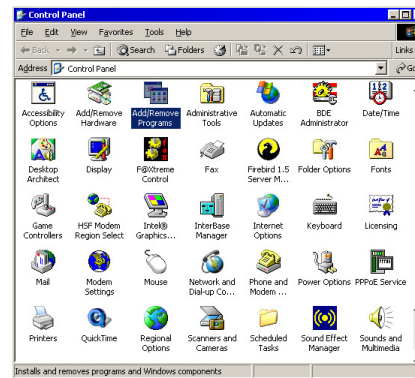 Control Panel
File Edit View Favorites Tools Help
Back Search Folders Links
Address Control Panel Go
Accessibility Options
Add/Remove Hardware
Add/Remove Programs
Administrative Tools
Automatic Updates
BDE Administrator
Date/Time
Desktop Architect
Display
F@Xtreme Control
Fax
Firebird 1.5 Server M...
Folder Options
Fonts
Game Controllers
HSF Modem Region Select
Intel® Graphics...
InterBase Manager
Internet Options
Keyboard
Licensing
Mail
Modem Settings
Mouse
Network and Dial-up Co...
Phone and Modem ...
Power Options
PPPoE Service
Printers
QuickTime
Regional Options
Scanners and Cameras
Scheduled Tasks
Sound Effect Manager
Sounds and Multimedia
Installs and removes programs and Windows components